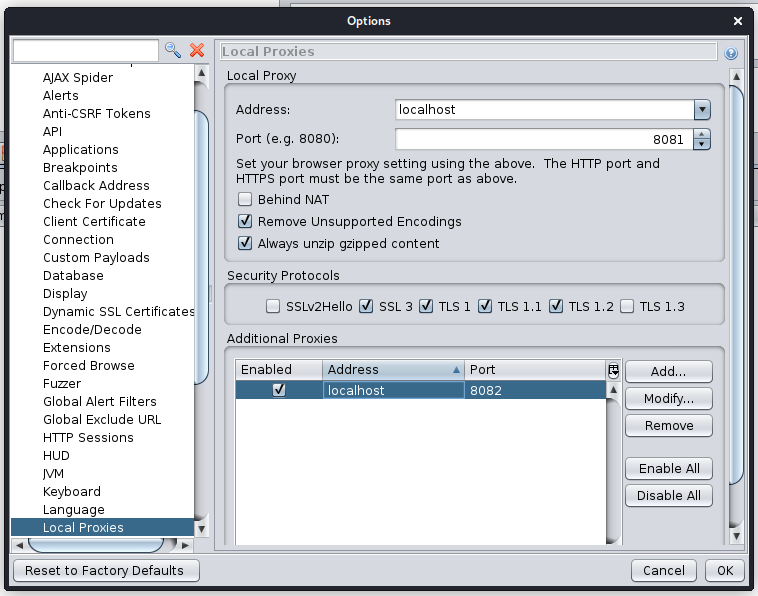 Options
Local Proxies
AJAX Spider
Alerts
Anti-CSRF Tokens
API
Applications
Breakpoints
Callback Address
Check For Updates
Client Certificate
Connection
Custom Payloads
Database
Display
Dynamic SSL Certificates
Encode/Decode
Extensions
Forced Browse
Fuzzer
Global Alert Filters
Global Exclude URL
HTTP Sessions
HUD
JVM
Keyboard
Language
Local Proxies
Local Proxy
Address: localhost
Port (e.g. 8080): 8081
Set your browser proxy setting using the above. The HTTP port and
HTTPS port must be the same port as above.
Behind NAT
Remove Unsupported Encodings
Always unzip gzipped content
Security Protocols
SSLv2Hello SSL 3 TLS 1 TLS 1.1 TLS 1.2 TLS 1.3
Additional Proxies
Enabled Address Port
localhost 8082
Add...
Modify...
Remove
Enable All
Disable All
Reset to Factory Defaults
Cancel OK